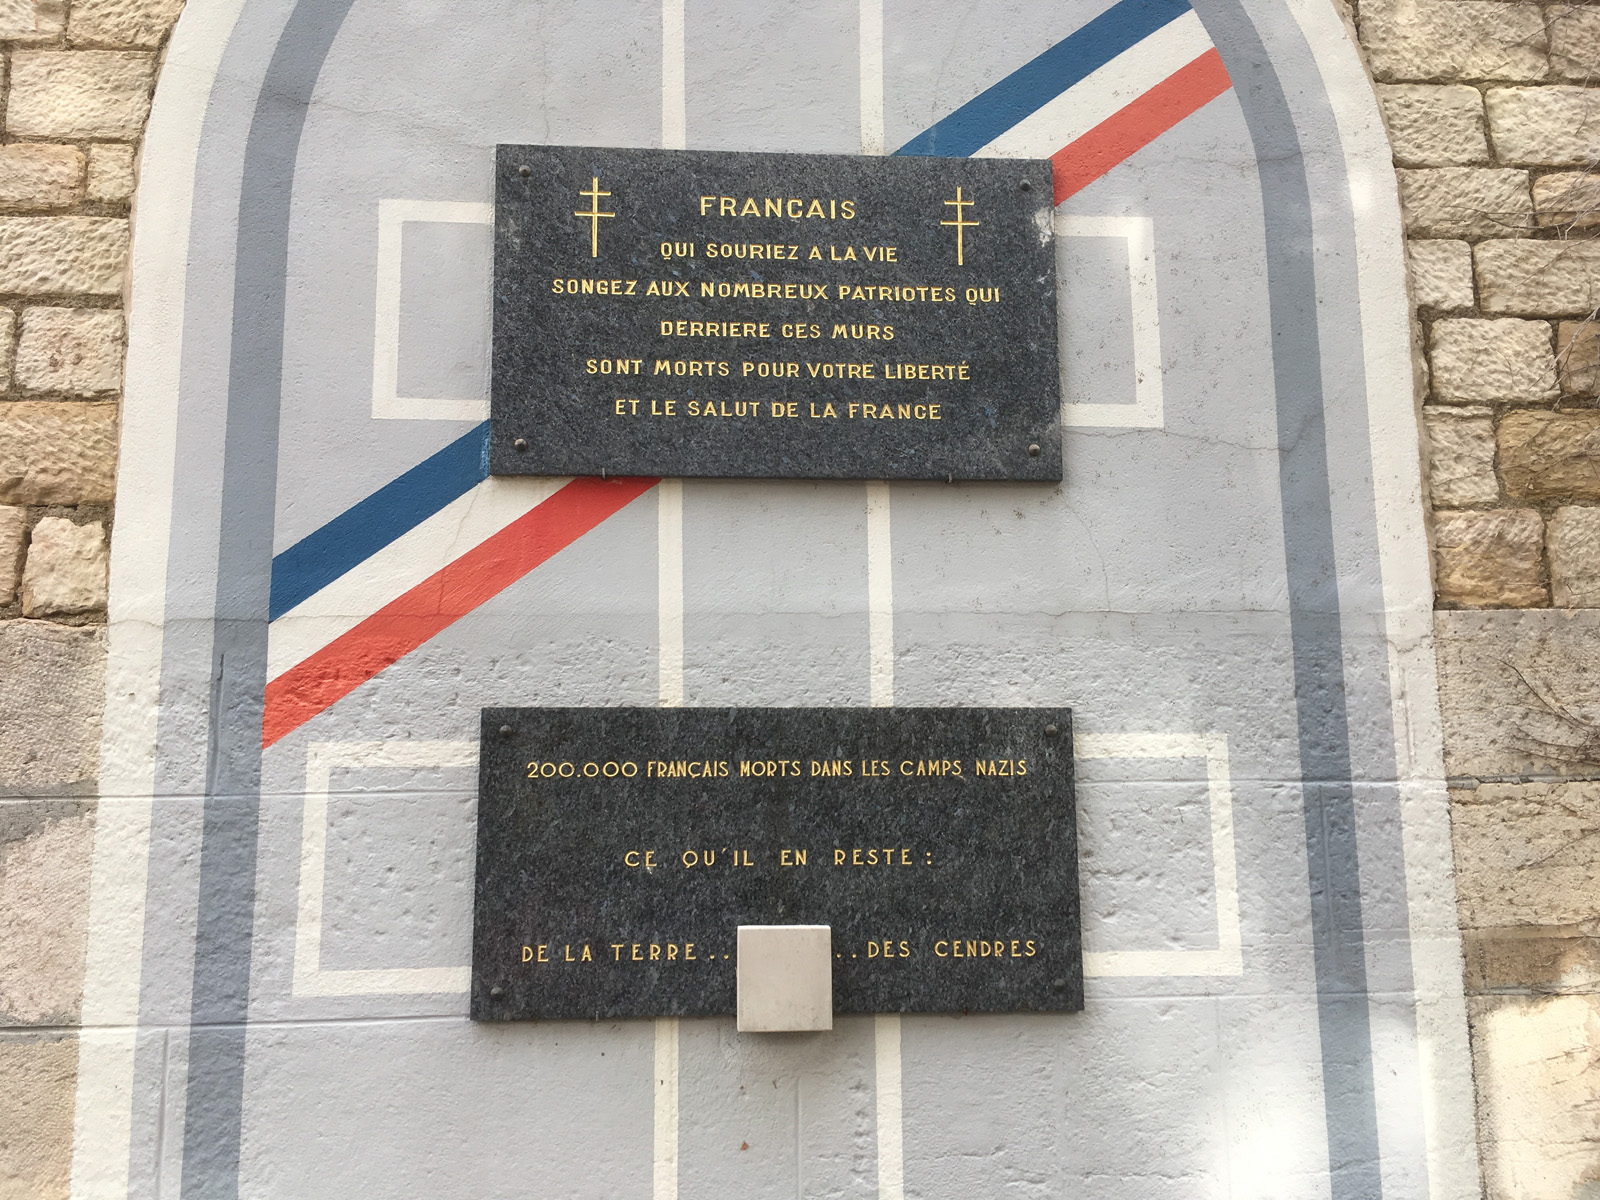 FRANCAIS
QUI SOURIEZ A LA VIE
SONGEZ AUX NOMBREUX PATRIOTES QUI
DERRIERE CES MURS
SONT MORTS POUR VOTRE LIBERTÉ
ET LE SALUT DE LA FRANCE
200.000 FRANÇAIS MORTS DANS LES CAMPS NAZIS
CE QU'IL EN RESTE :
DE LA TERRE.. ..DES CENDRES